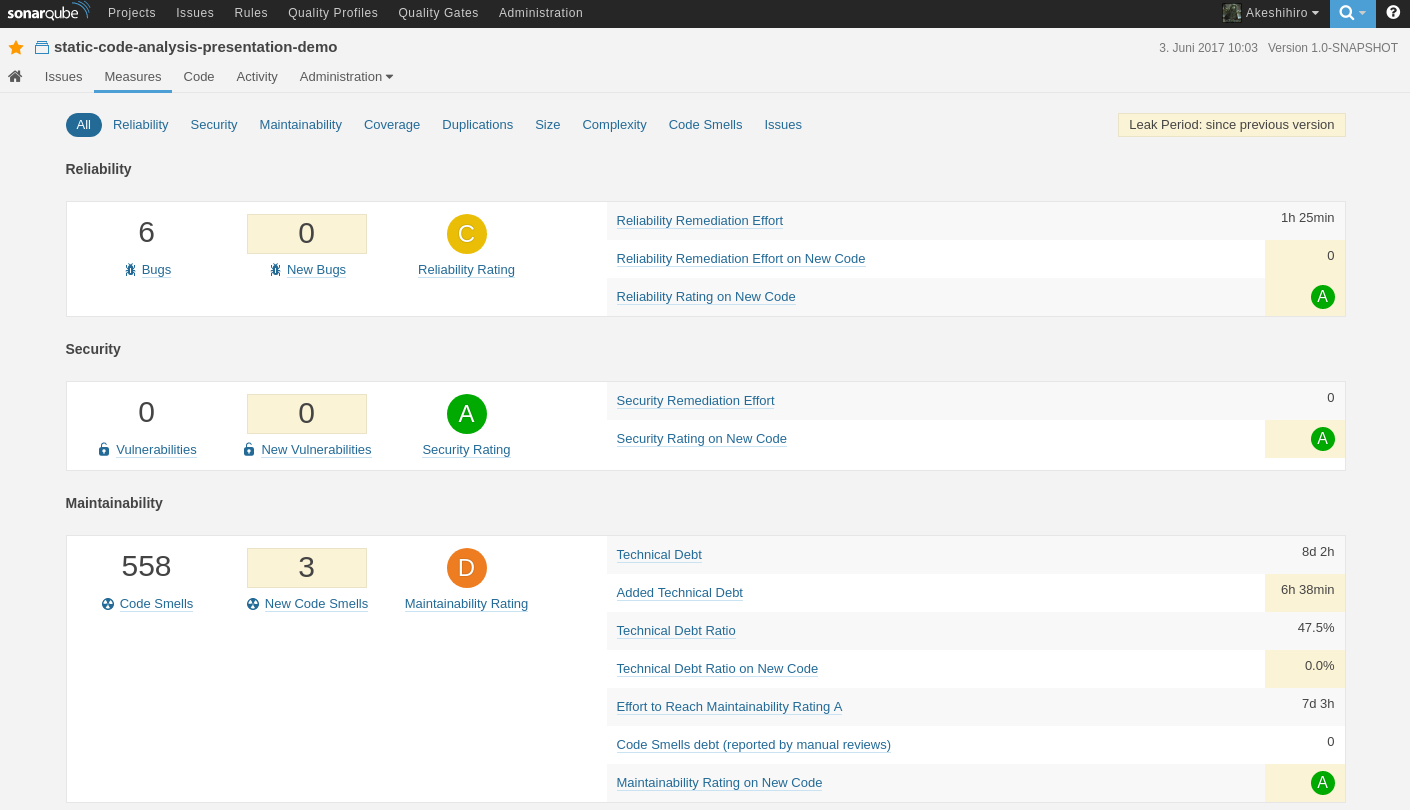 sonarqube Projects Issues Rules Quality Profiles Quality Gates Administration Akeshihiro
static-code-analysis-presentation-demo 3. Juni 2017 10:03 Version 1.0-SNAPSHOT
Issues Measures Code Activity Administration
All Reliability Security Maintainability Coverage Duplications Size Complexity Code Smells Issues Leak Period: since previous version
Reliability
6 0 C
Bugs New Bugs Reliability Rating
Reliability Remediation Effort 1h 25min
Reliability Remediation Effort on New Code 0
Reliability Rating on New Code A
Security
0 0 A
Vulnerabilities New Vulnerabilities Security Rating
Security Remediation Effort 0
Security Rating on New Code A
Maintainability
558 3 D
Code Smells New Code Smells Maintainability Rating
Technical Debt 8d 2h
Added Technical Debt 6h 38min
Technical Debt Ratio 47.5%
Technical Debt Ratio on New Code 0.0%
Effort to Reach Maintainability Rating A 7d 3h
Code Smells debt (reported by manual reviews) 0
Maintainability Rating on New Code A